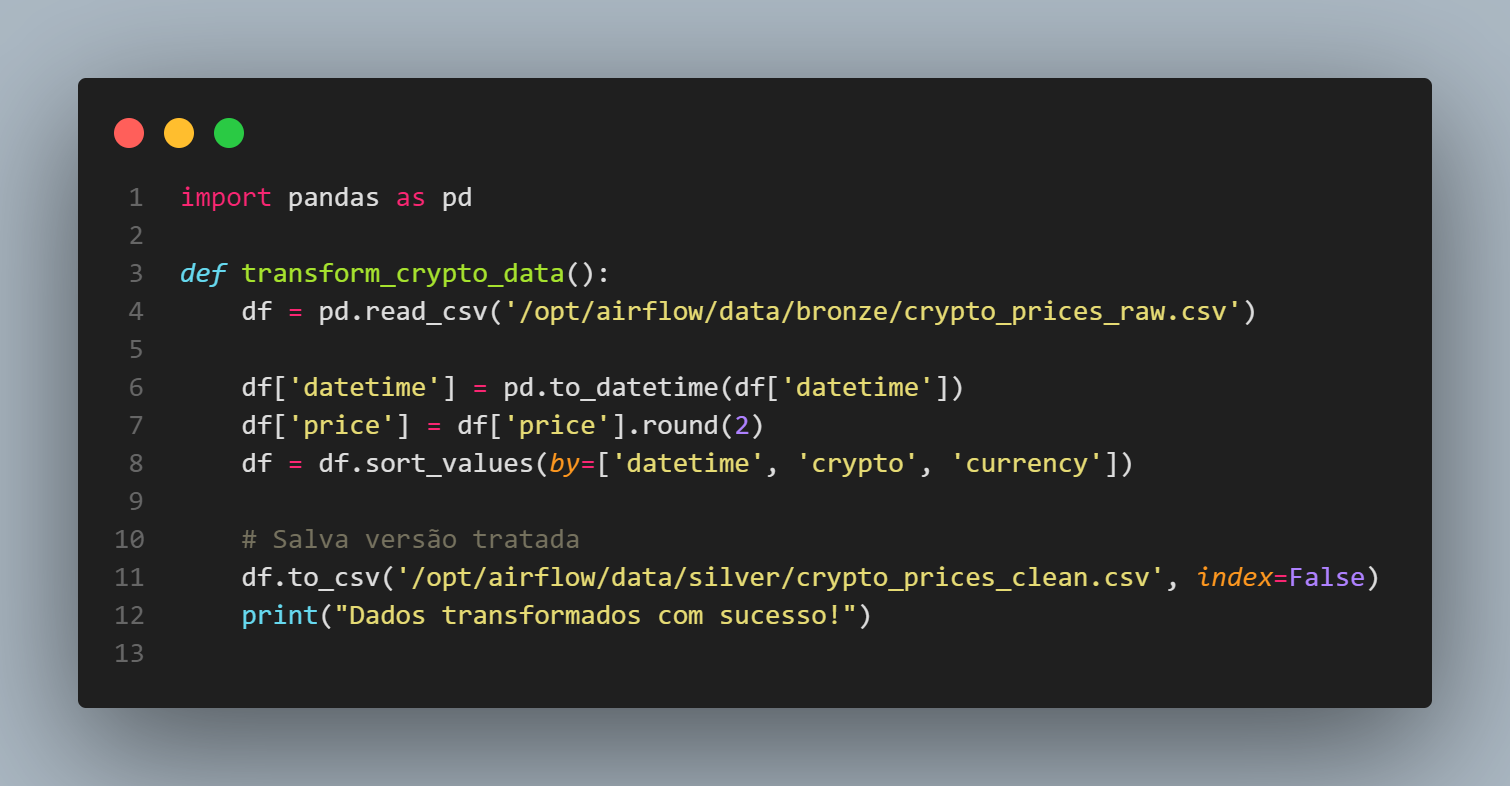 1 import pandas as pd
2
3 def transform_crypto_data():
4     df = pd.read_csv('/opt/airflow/data/bronze/crypto_prices_raw.csv')
5
6     df['datetime'] = pd.to_datetime(df['datetime'])
7     df['price'] = df['price'].round(2)
8     df = df.sort_values(by=['datetime', 'crypto', 'currency'])
9
10     # Salva versão tratada
11     df.to_csv('/opt/airflow/data/silver/crypto_prices_clean.csv', index=False)
12     print("Dados transformados com sucesso!")
13